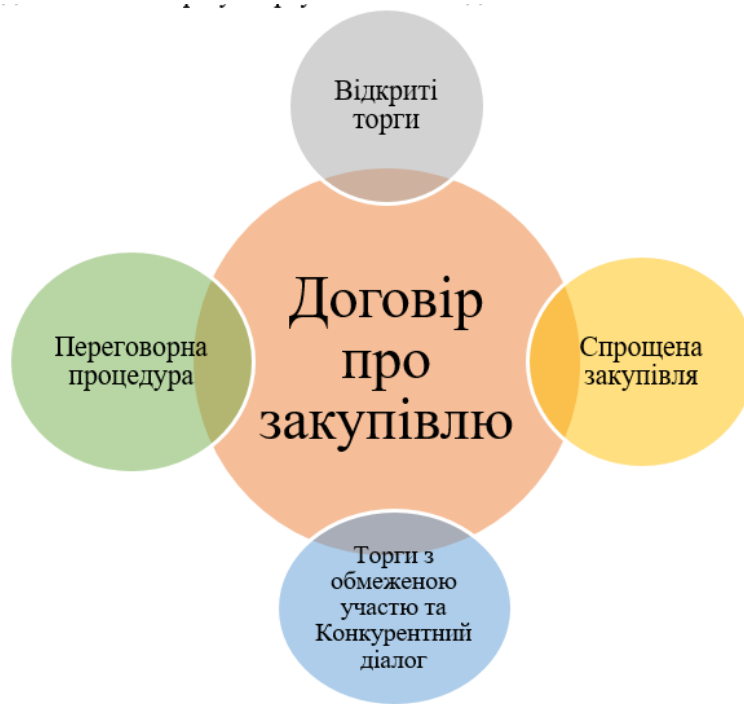 Відкриті
торги
Переговорна
процедура
Договір
про
закупівлю
Спрощена
закупівля
Торги з
обмеженою
участю та
Конкурентний
діалог